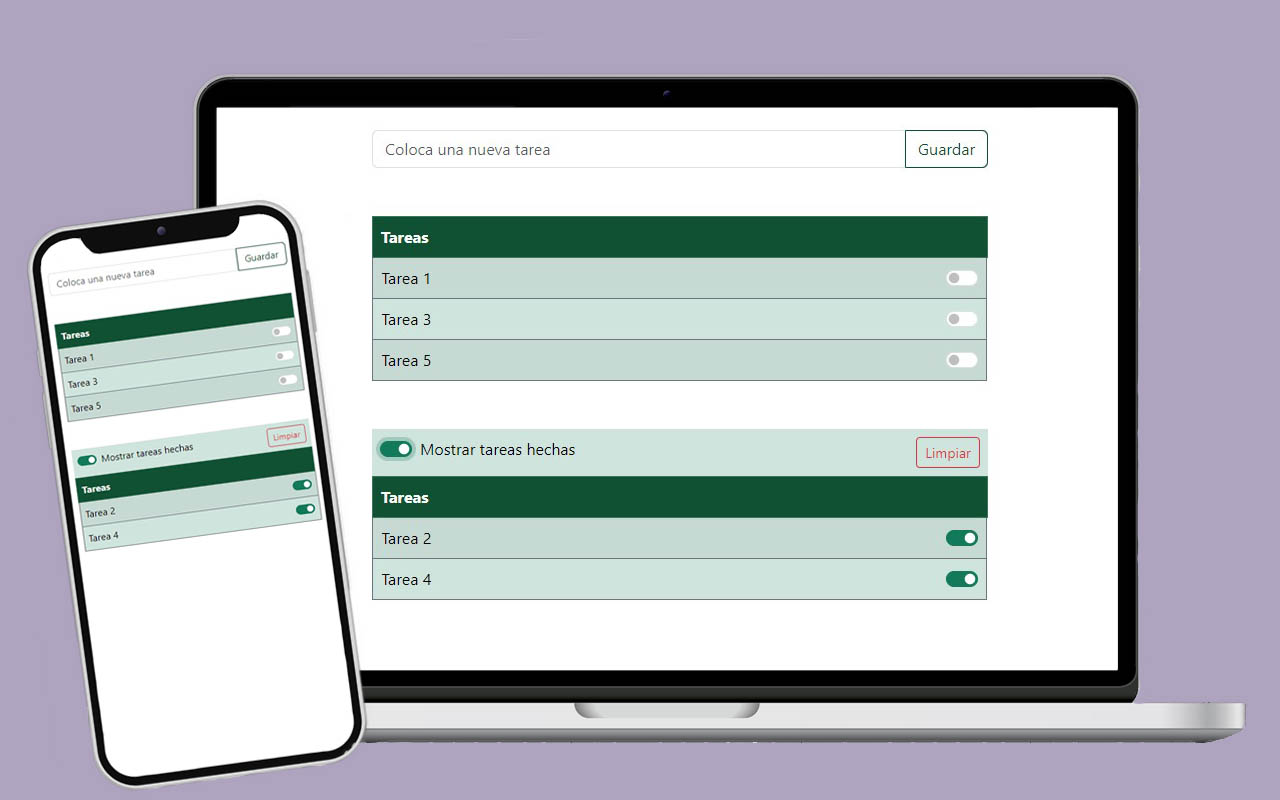 Coloca una nueva tarea
Guardar
Tareas
Tarea 1
Tarea 3
Tarea 5
Mostrar tareas hechas
Limpiar
Tareas
Tarea 2
Tarea 4
Coloca una nueva tarea
Guardar
Tareas
Tarea 1
Tarea 3
Tarea 5
Mostrar tareas hechas
Limpiar
Tareas
Tarea 2
Tarea 4